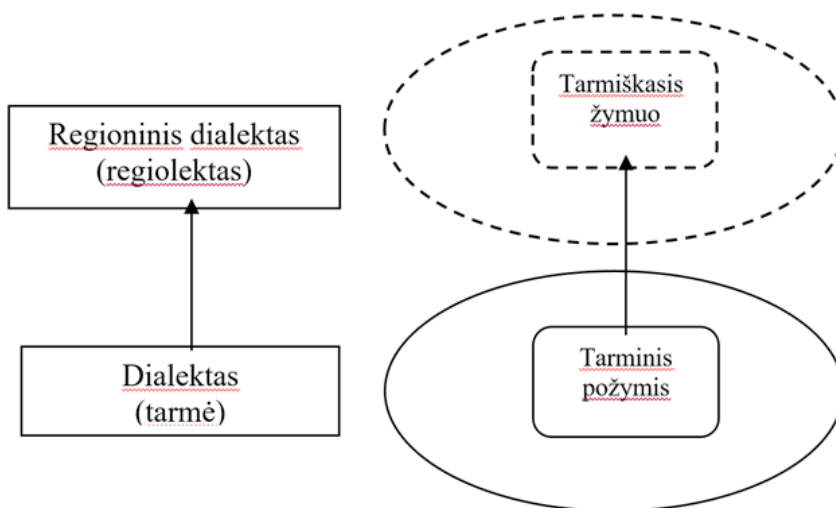 Regioninis dialektas
(regiolektas)
Dialektas
(tarmė)
Tarmiškasis
žymuo
Tarminis
požymis